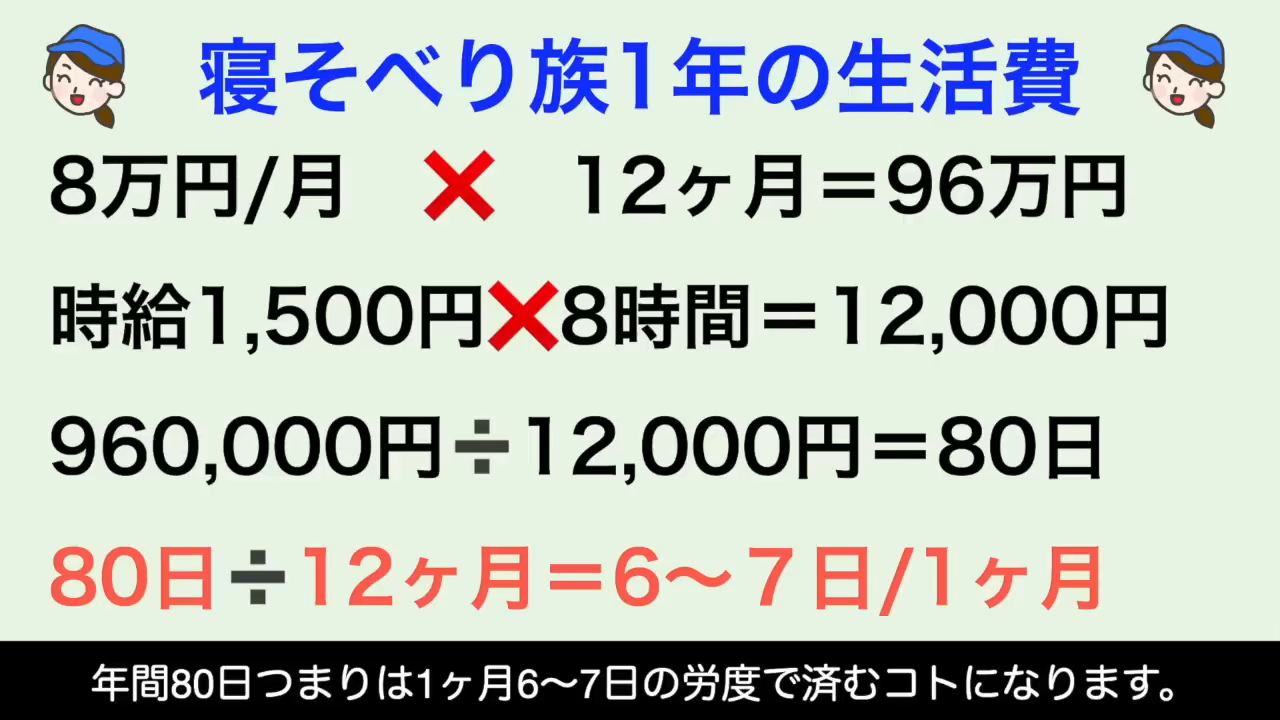 寝そべり族1年の生活費
8万円/月 ❌ 12ヶ月＝96万円
時給1,500円❌8時間＝12,000円
960,000円➗12,000円＝80日
80日➗12ヶ月＝6〜７日/1ヶ月
年間80日つまりは1ヶ月6〜7日の労度で済むコトになります。